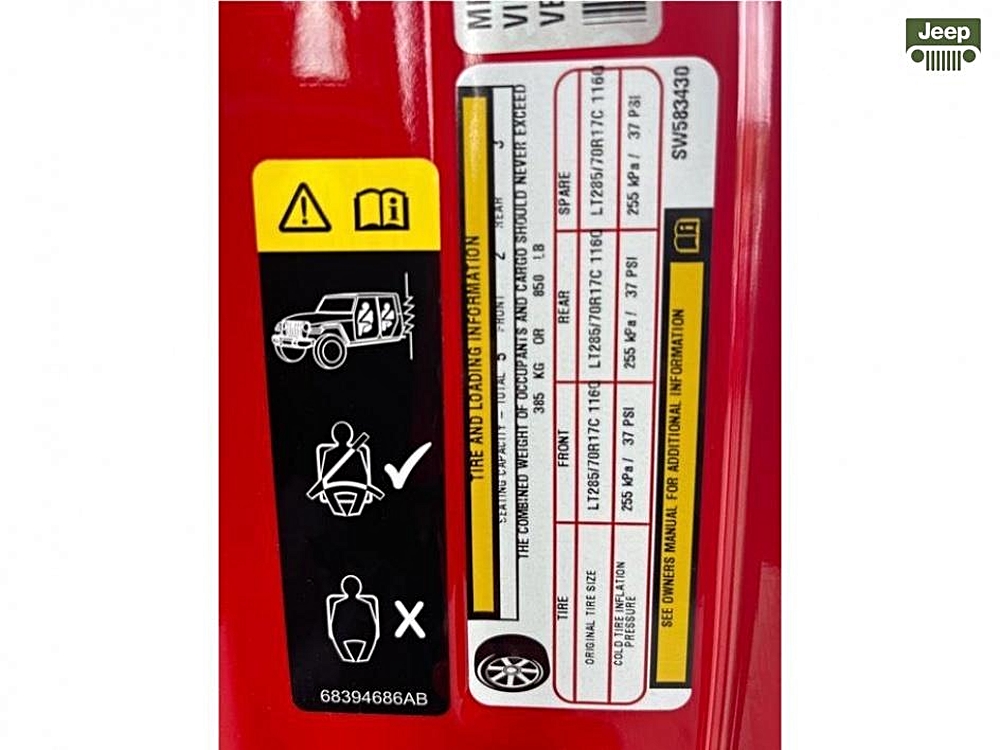 Jeep
TIRE AND LOADING INFORMATION
SEATING CAPACITY – TOTAL 5 FRONT 2 REAR 3
THE COMBINED WEIGHT OF OCCUPANTS AND CARGO SHOULD NEVER EXCEED
385 KG OR 850 LB
TIRE FRONT REAR SPARE
ORIGINAL TIRE SIZE LT285/70R17C 116Q LT285/70R17C 116Q LT285/70R17C 116Q
COLD TIRE INFLATION PRESSURE 255 kPa / 37 PSI 255 kPa / 37 PSI 255 kPa / 37 PSI
SEE OWNERS MANUAL FOR ADDITIONAL INFORMATION
SW583430
68394686AB